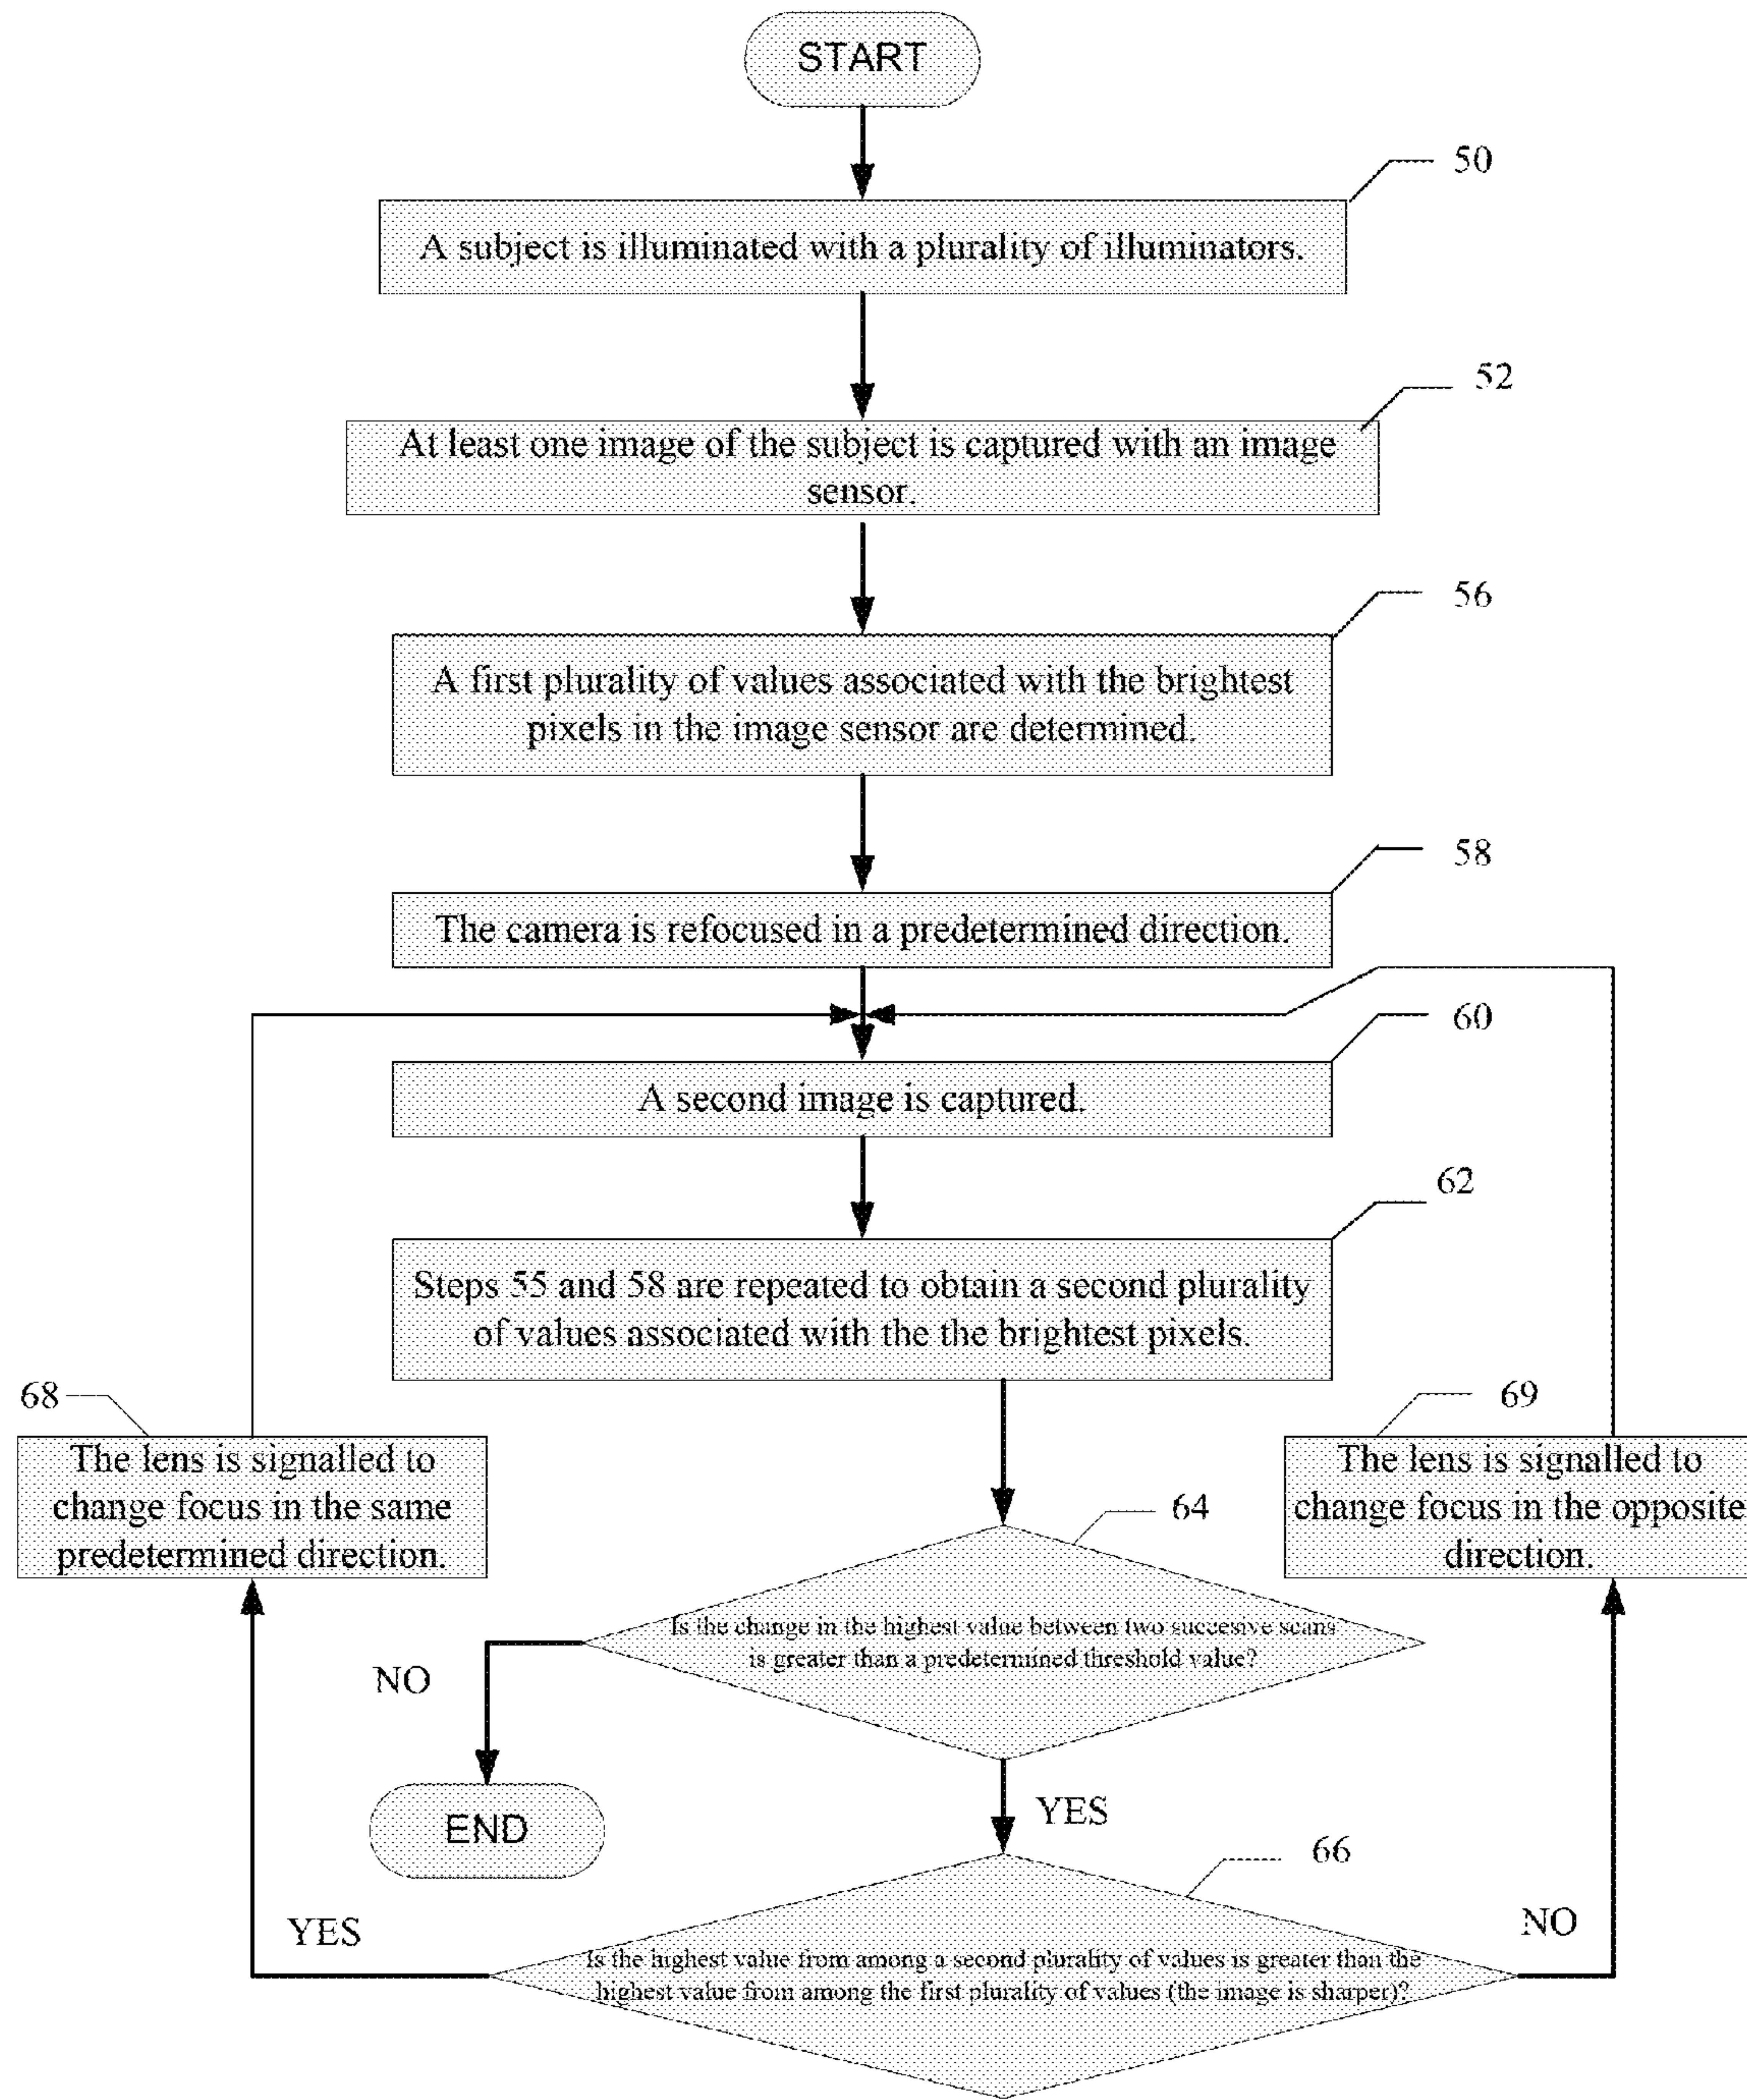 START
50
A subject is illuminated with a plurality of illuminators.
52
At least one image of the subject is captured with an image
sensor.
56
A first plurality of values associated with the brightest
pixels in the image sensor are determined.
58
The camera is refocused in a predetermined direction.
60
A second image is captured.
62
Steps 55 and 58 are repeated to obtain a second plurality
of values associated with the the brightest pixels.
68
The lens is signalled to
change focus in the same
predetermined direction.
69
The lens is signalled to
change focus in the opposite
direction.
64
Is the change in the highest value between two succesive scans
is greater than a predetermined threshold value?
NO
END
YES
66
Is the highest value from among a second plurality of values is greater than the
highest value from among the first plurality of values (the image is sharper)?
YES
NO